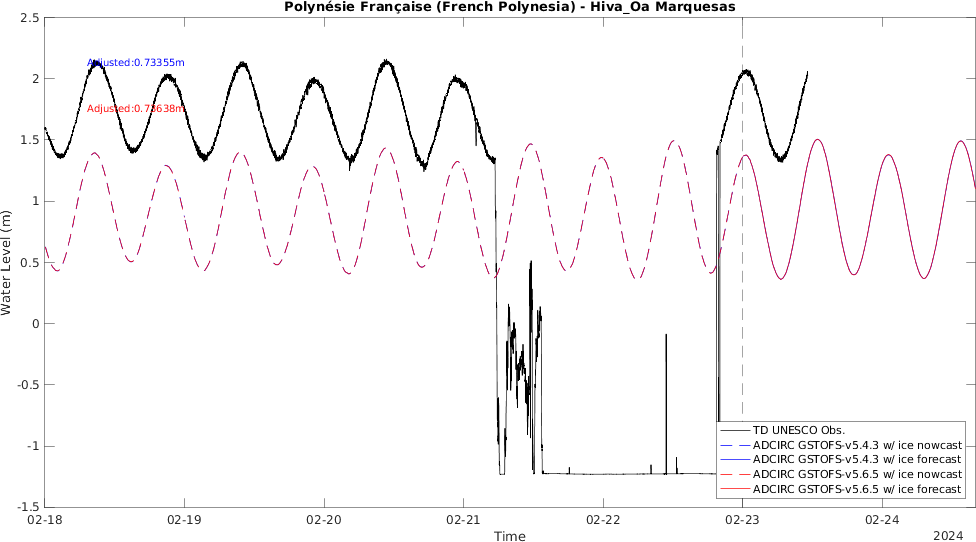 Polynésie Française (French Polynesia) - Hiva_Oa Marquesas
2.5
Adjusted:0.73355m
2
Adjusted:0.73638m
1.5
1
0.5
0
-0.5
-1
-1.5
Water Level (m)
TD UNESCO Obs.
ADCIRC GSTOFS-v5.4.3 w/ ice nowcast
ADCIRC GSTOFS-v5.4.3 w/ ice forecast
ADCIRC GSTOFS-v5.6.5 w/ ice nowcast
ADCIRC GSTOFS-v5.6.5 w/ ice forecast
02-18 02-19 02-20 02-21 02-22 02-23 02-24
Time
2024